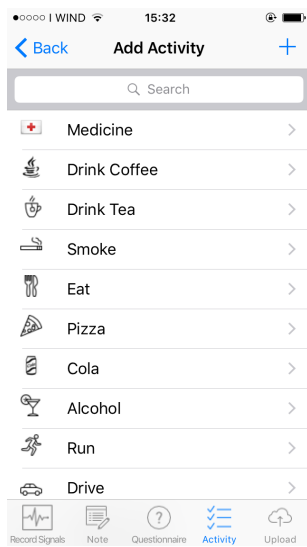 I WIND 15:32
Back Add Activity +
Search
Medicine
Drink Coffee
Drink Tea
Smoke
Eat
Pizza
Cola
Alcohol
Run
Drive
Record Signals Note Questionnaire Activity Upload